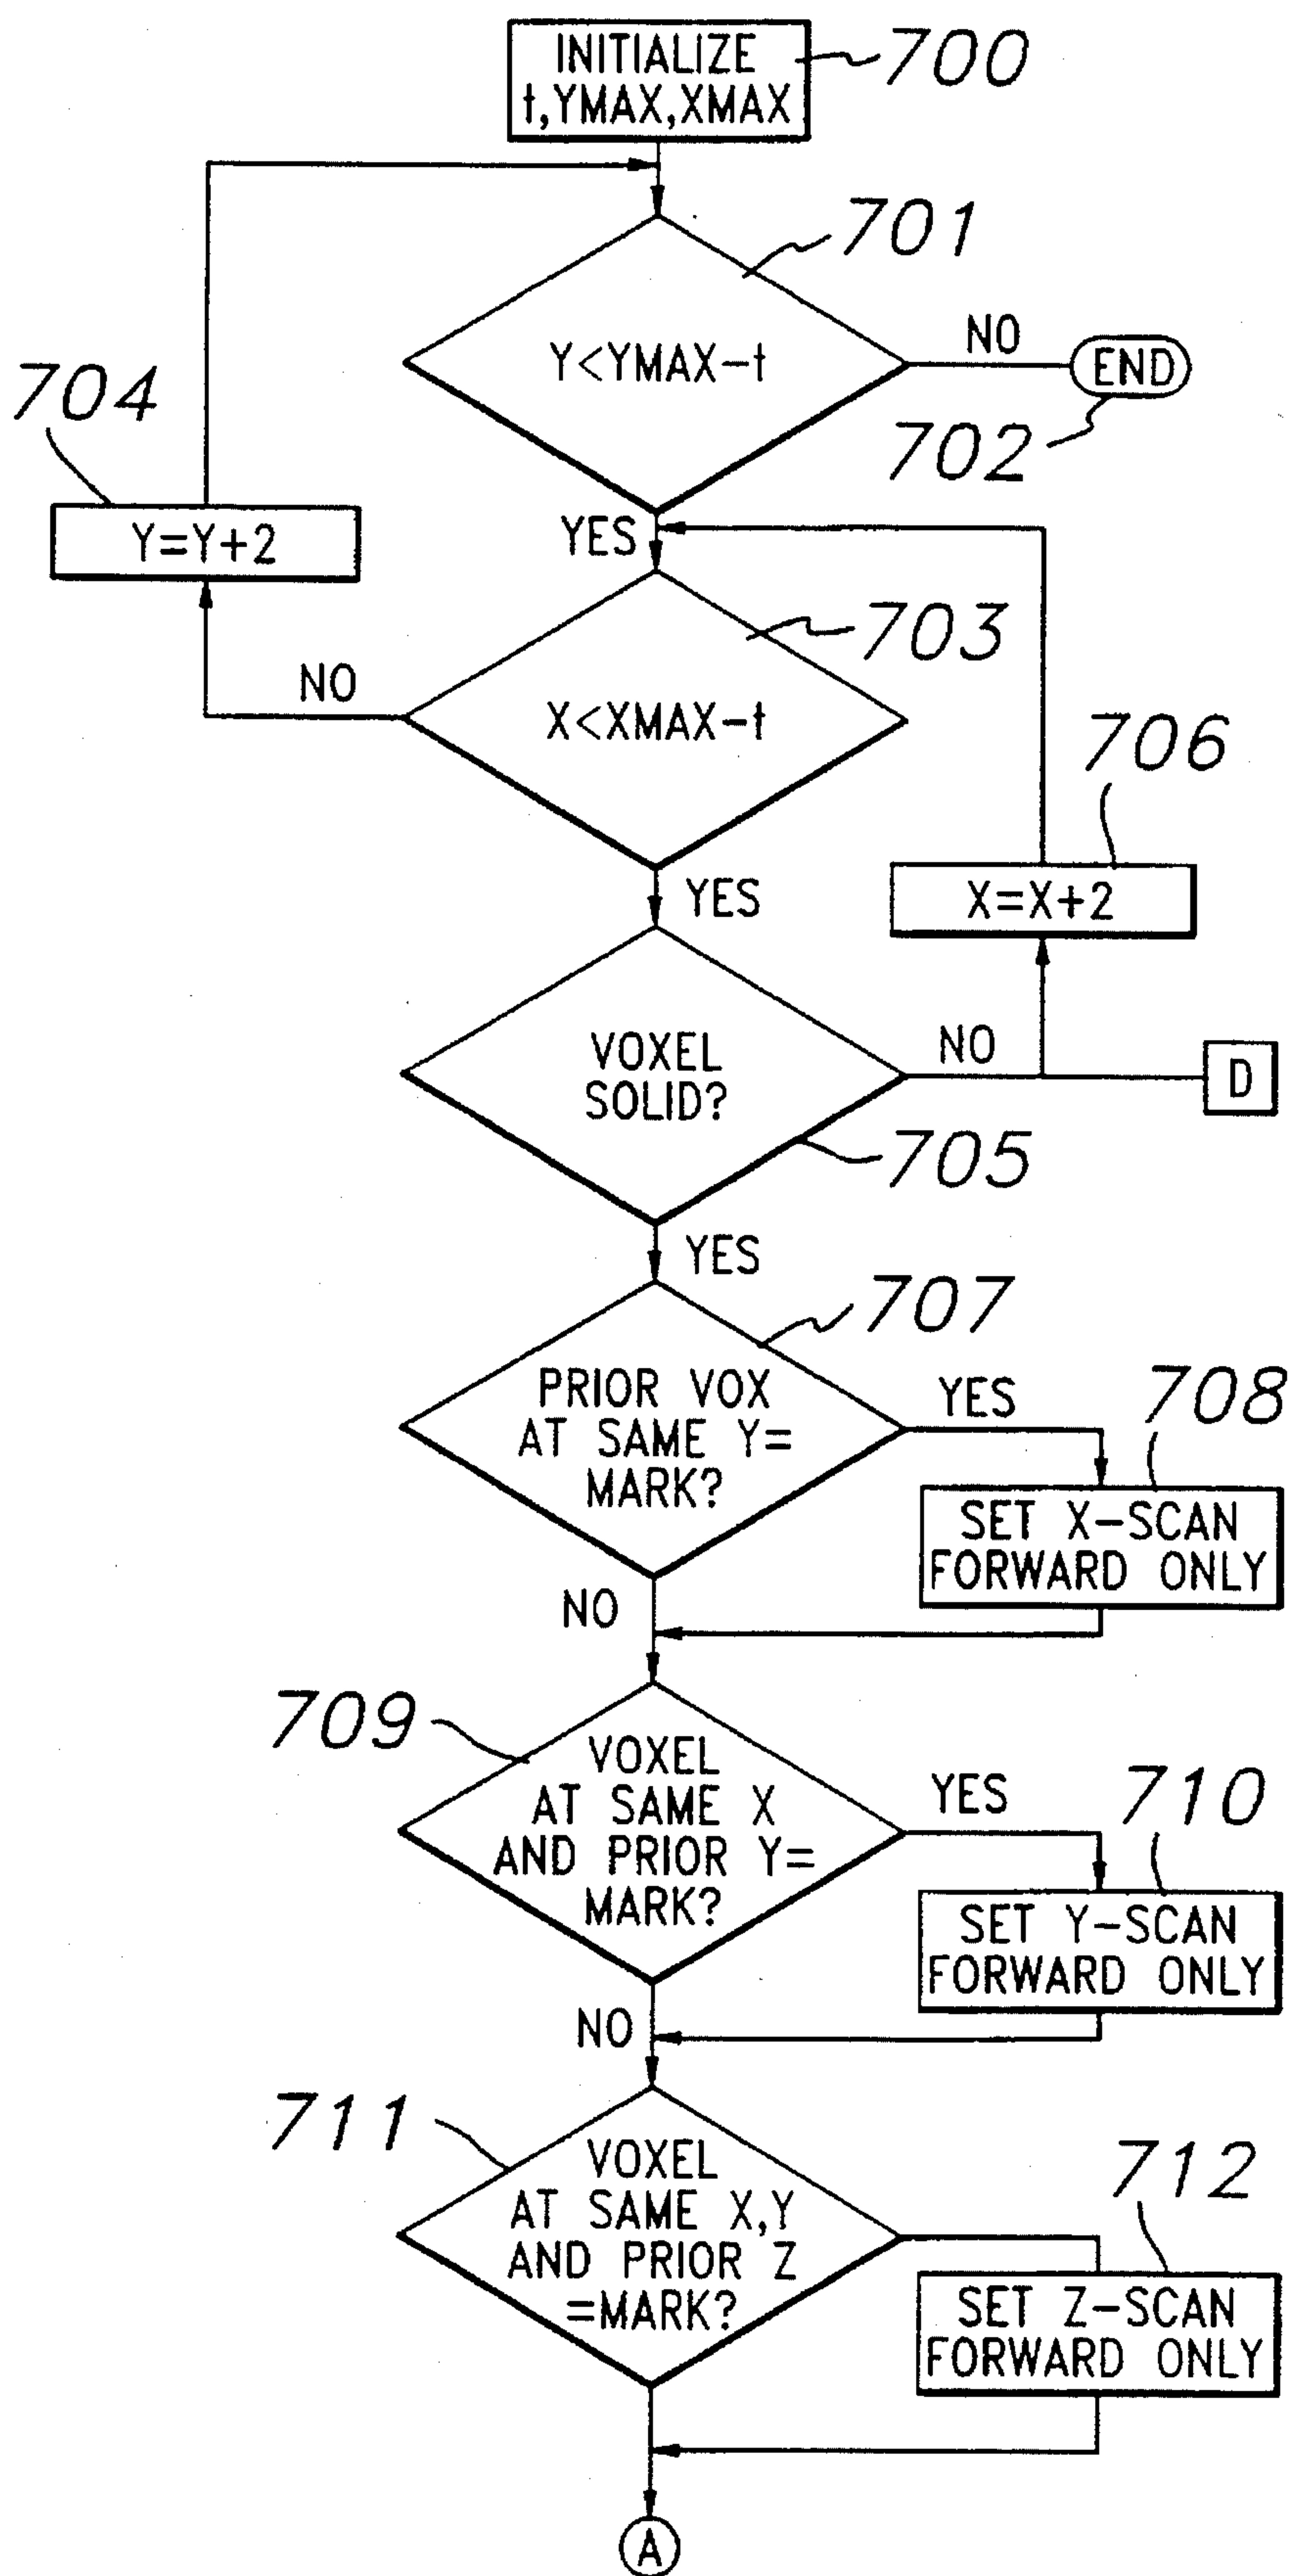 INITIALIZE
t,YMAX,XMAX
700
701
Y<YMAX-t
NO
END
702
704
Y=Y+2
YES
703
NO
X<XMAX-t
706
X=X+2
YES
VOXEL
SOLID?
NO
D
705
YES
707
PRIOR VOX
AT SAME Y=
MARK?
YES
708
SET X-SCAN
FORWARD ONLY
NO
709
VOXEL
AT SAME X
AND PRIOR Y=
MARK?
YES
710
SET Y-SCAN
FORWARD ONLY
NO
711
VOXEL
AT SAME X,Y
AND PRIOR Z
=MARK?
712
SET Z-SCAN
FORWARD ONLY
A